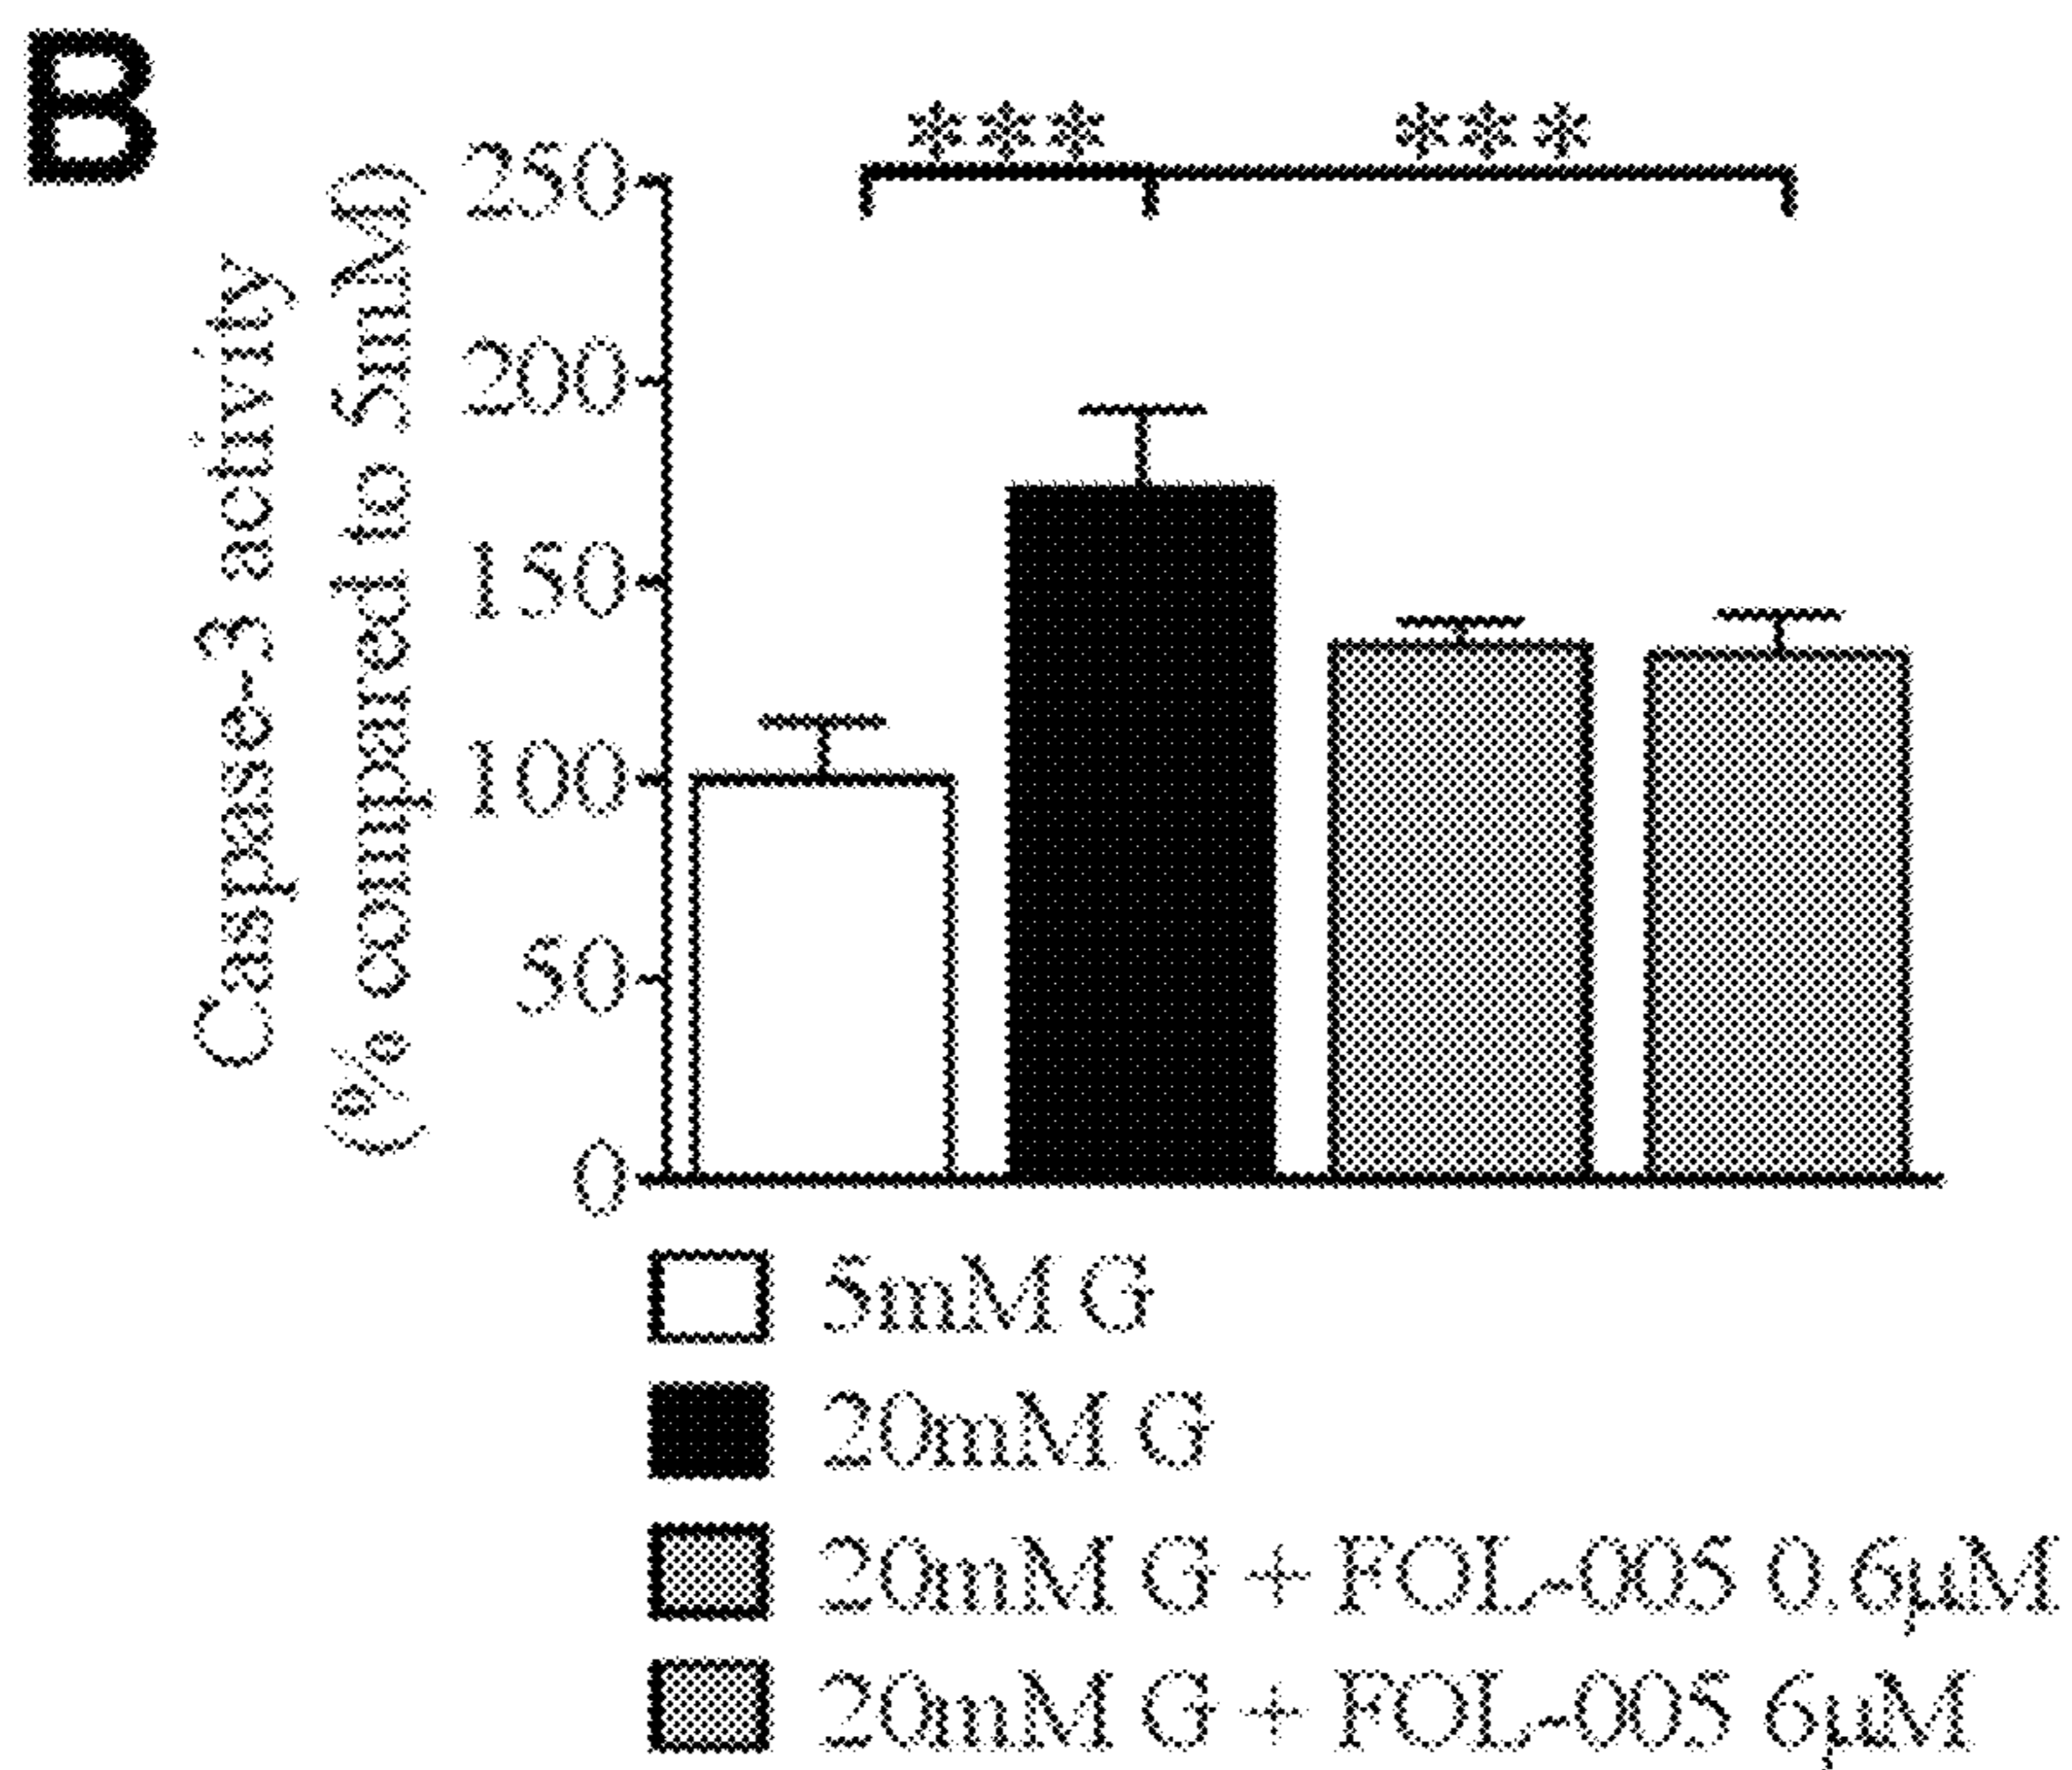 B
*** ***
Caspase-3 activity
(% compared to 5mM)
250
200
150
100
50
0
5mM G
20mM G
20mM G + FOL-005 0.6µM
20mM G + FOL-005 6µM